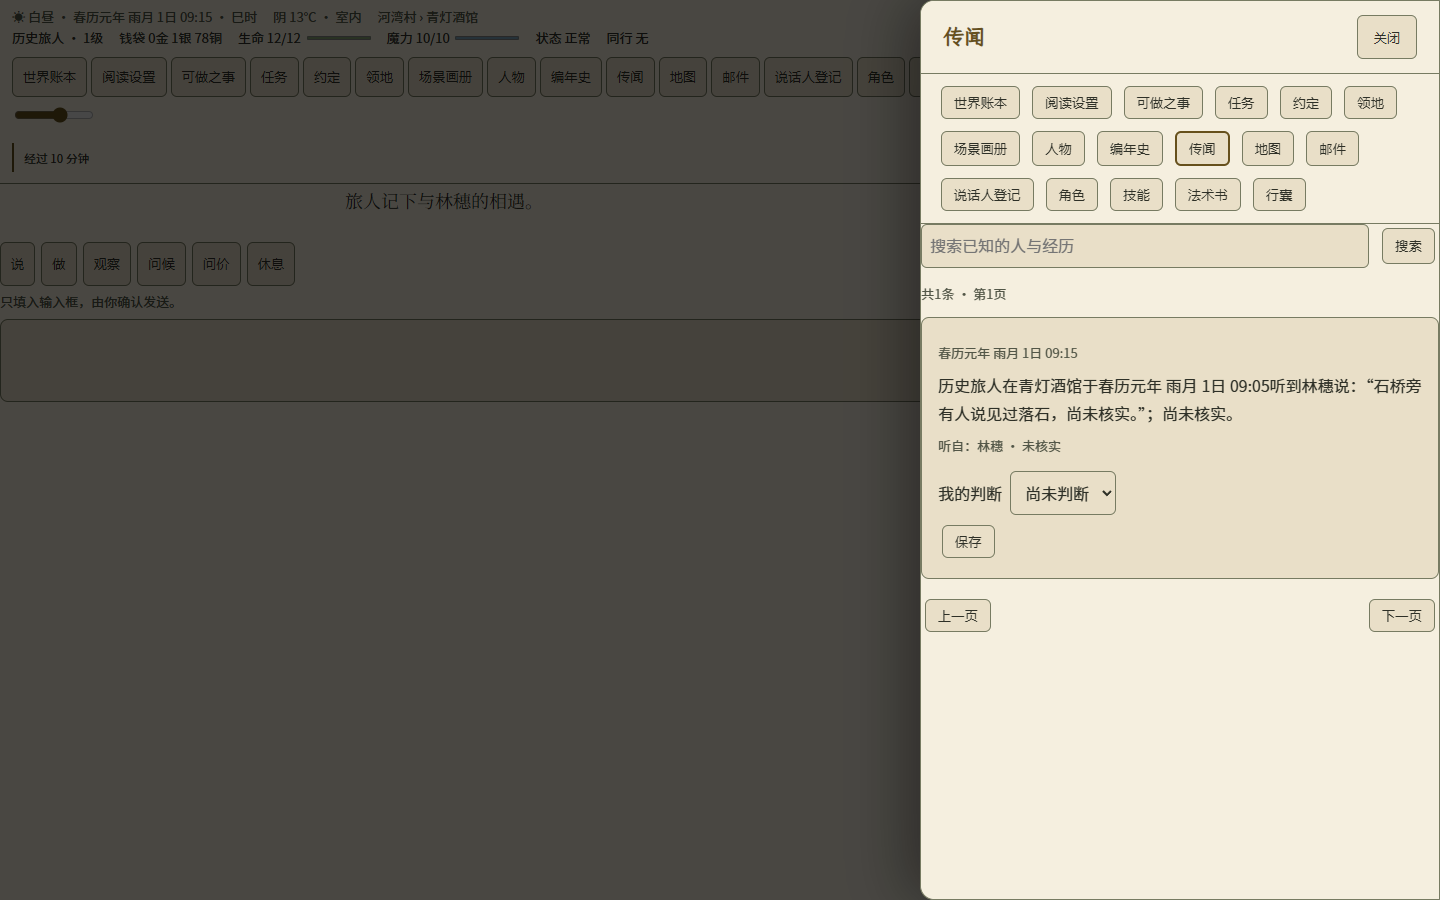 ☀ 白昼 · 春历元年 雨月 1日 09:15 · 巳时 阴 13°C · 室内 河湾村 › 青灯酒馆
历史旅人 · 1级 钱袋 0金 1银 78铜 生命 12/12 魔力 10/10 状态 正常 同行 无
世界账本 阅读设置 可做之事 任务 约定 领地 场景画册 人物 编年史 传闻 地图 邮件 说话人登记 角色
经过 10 分钟
旅人记下与林穗的相遇。
说 做 观察 问候 问价 休息
只填入输入框，由你确认发送。
传闻 关闭
世界账本 阅读设置 可做之事 任务 约定 领地
场景画册 人物 编年史 传闻 地图 邮件
说话人登记 角色 技能 法术书 行囊
搜索已知的人与经历 搜索
共1条 · 第1页
春历元年 雨月 1日 09:15
历史旅人在青灯酒馆于春历元年 雨月 1日 09:05听到林穗说：“石桥旁
有人说见过落石，尚未核实。”；尚未核实。
听自：林穗 · 未核实
我的判断 尚未判断
保存
上一页 下一页